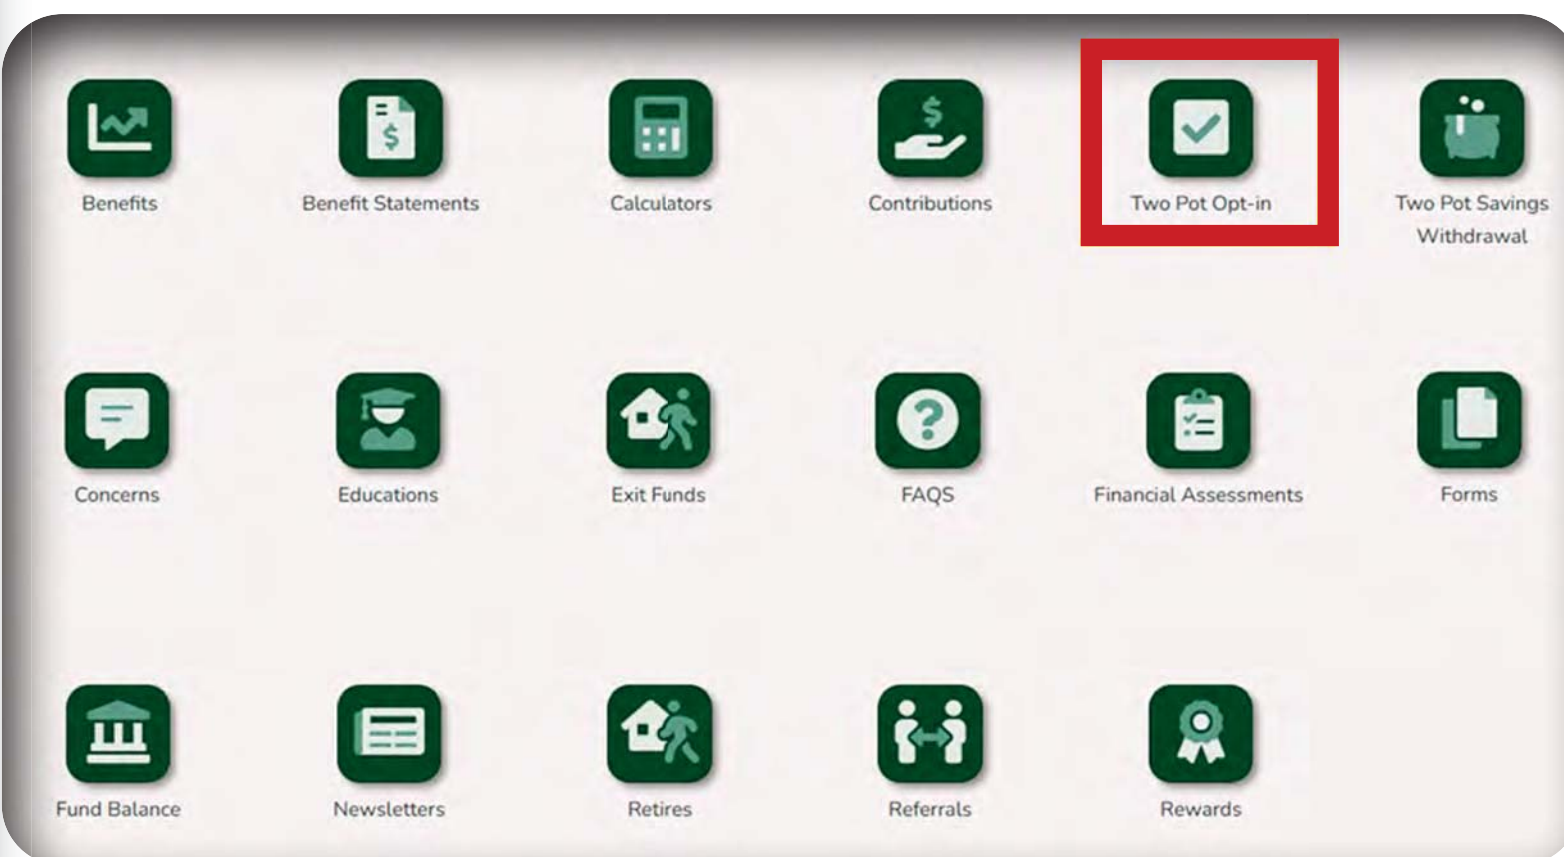 Benefits
Benefit Statements
Calculators
Contributions
Two Pot Opt-in
Two Pot Savings
Withdrawal
Concerns
Educations
Exit Funds
FAQS
Financial Assessments
Forms
Fund Balance
Newsletters
Retires
Referrals
Rewards